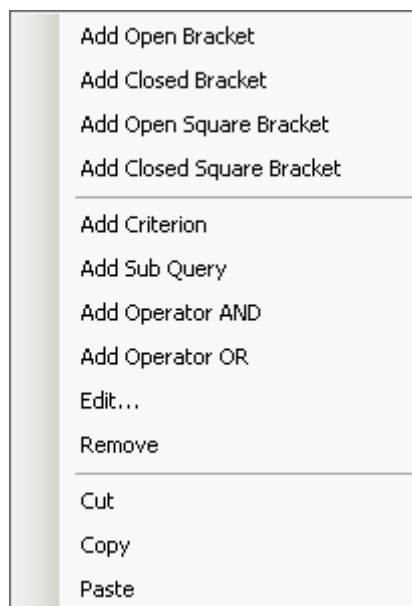 Add Open Bracket
Add Closed Bracket
Add Open Square Bracket
Add Closed Square Bracket
Add Criterion
Add Sub Query
Add Operator AND
Add Operator OR
Edit...
Remove
Cut
Copy
Paste